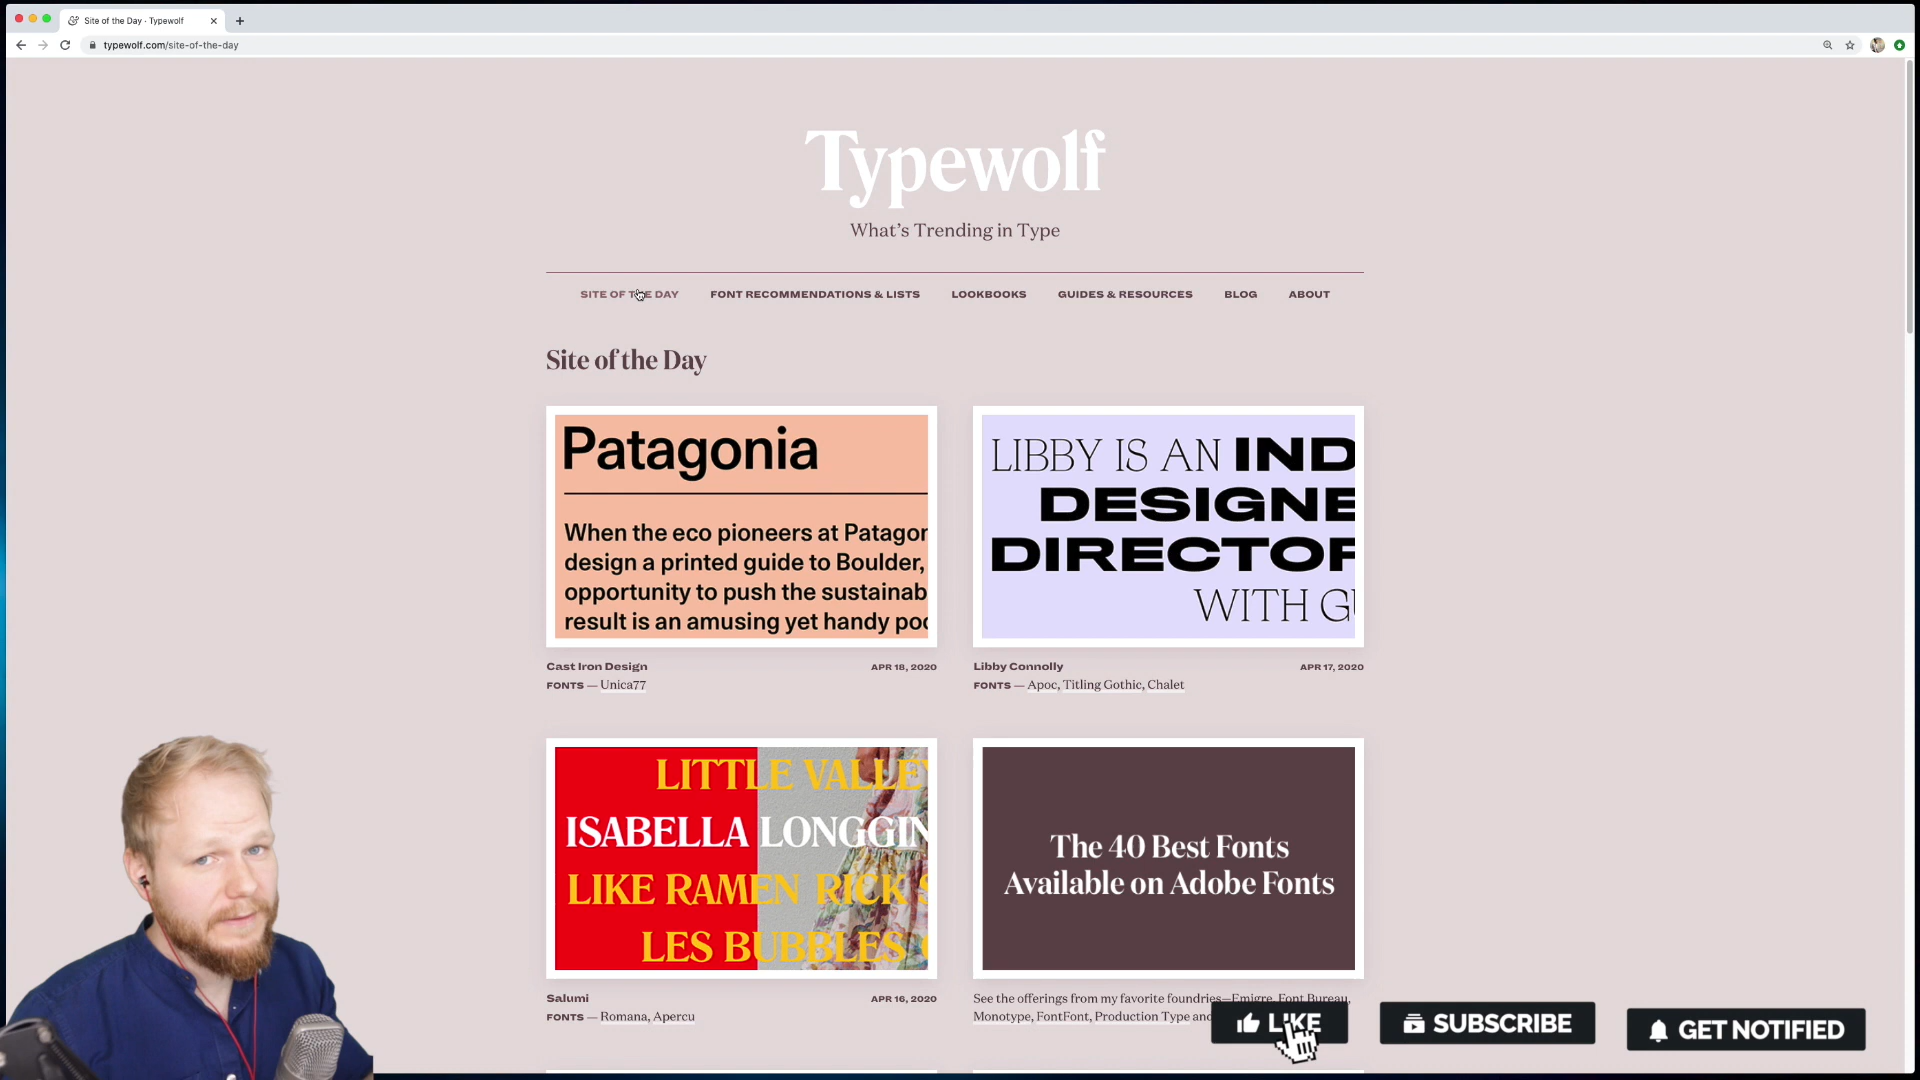 Site of the Day · Typewolf
typewolf.com/site-of-the-day
Typewolf
What's Trending in Type
SITE OF THE DAY
FONT RECOMMENDATIONS & LISTS
LOOKBOOKS
GUIDES & RESOURCES
BLOG
ABOUT
Site of the Day
Patagonia
When the eco pioneers at Patagor
design a printed guide to Boulder,
opportunity to push the sustainab
result is an amusing yet handy poc
LIBBY IS AN IND
DESIGNE
DIRECTOR
WITH GU
Cast Iron Design
APR 18, 2020
FONTS — Unica77
Libby Connolly
APR 17, 2020
FONTS — Apoc, Titling Gothic, Chalet
LITTLE VALLEY
ISABELLA LONGGIN
LIKE RAMEN RICK S
LES BUBBLES
The 40 Best Fonts
Available on Adobe Fonts
Salumi
APR 16, 2020
FONTS — Romana, Apercu
See the offerings from my favorite foundries—Emigre, Font Bureau,
Monotype, FontFont, Production Type and
LIKE
SUBSCRIBE
GET NOTIFIED